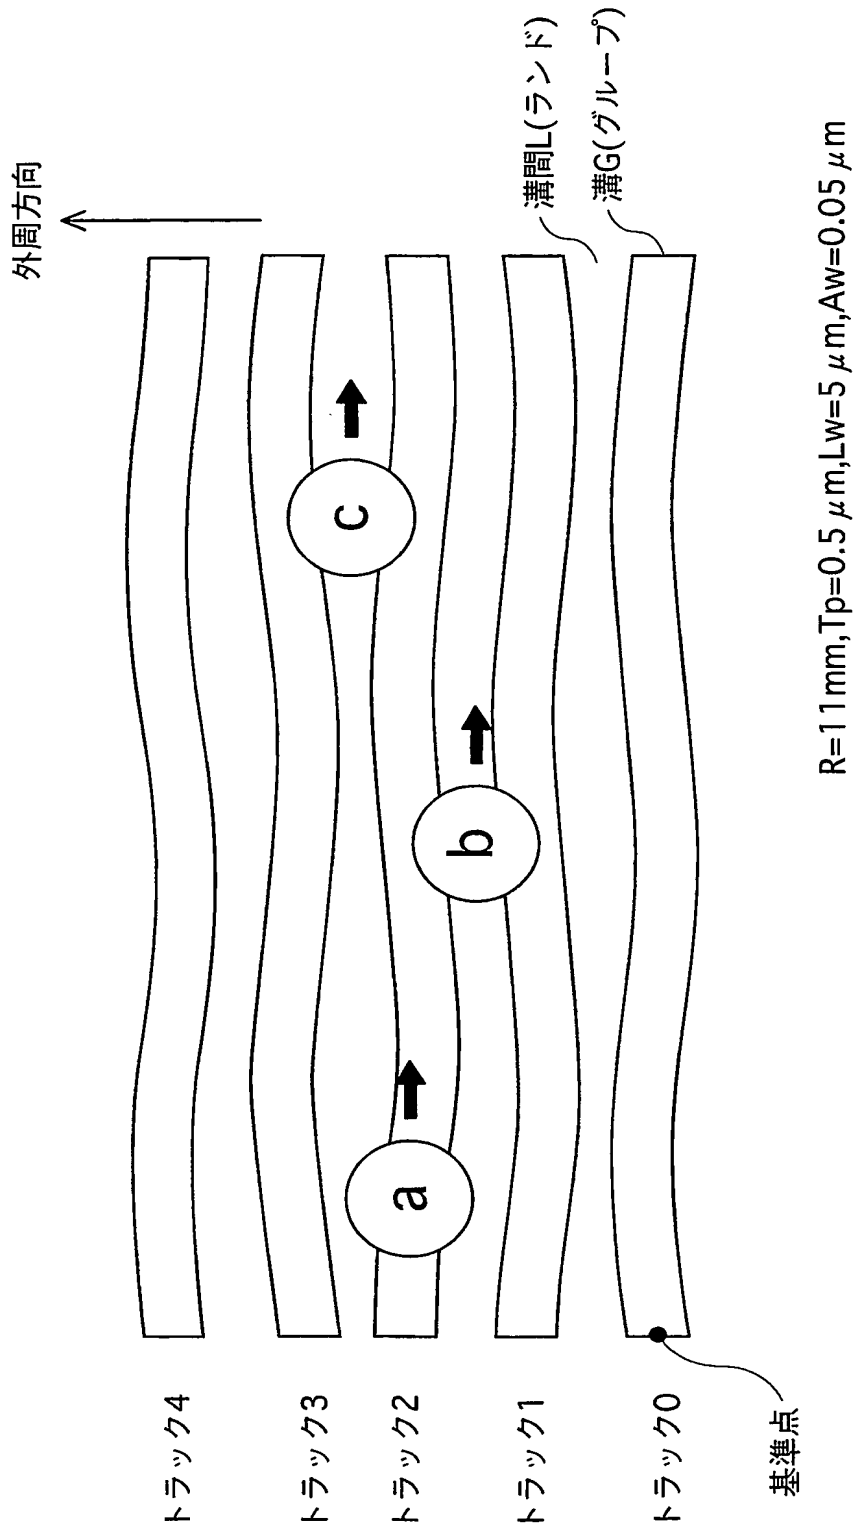 外周方向
溝間L(ランド)
溝G(グループ)
トラック4
トラック3
トラック2
トラック1
トラック0
a
b
c
基準点
R=11mm,Tp=0.5μm,Lw=5μm,Aw=0.05μm